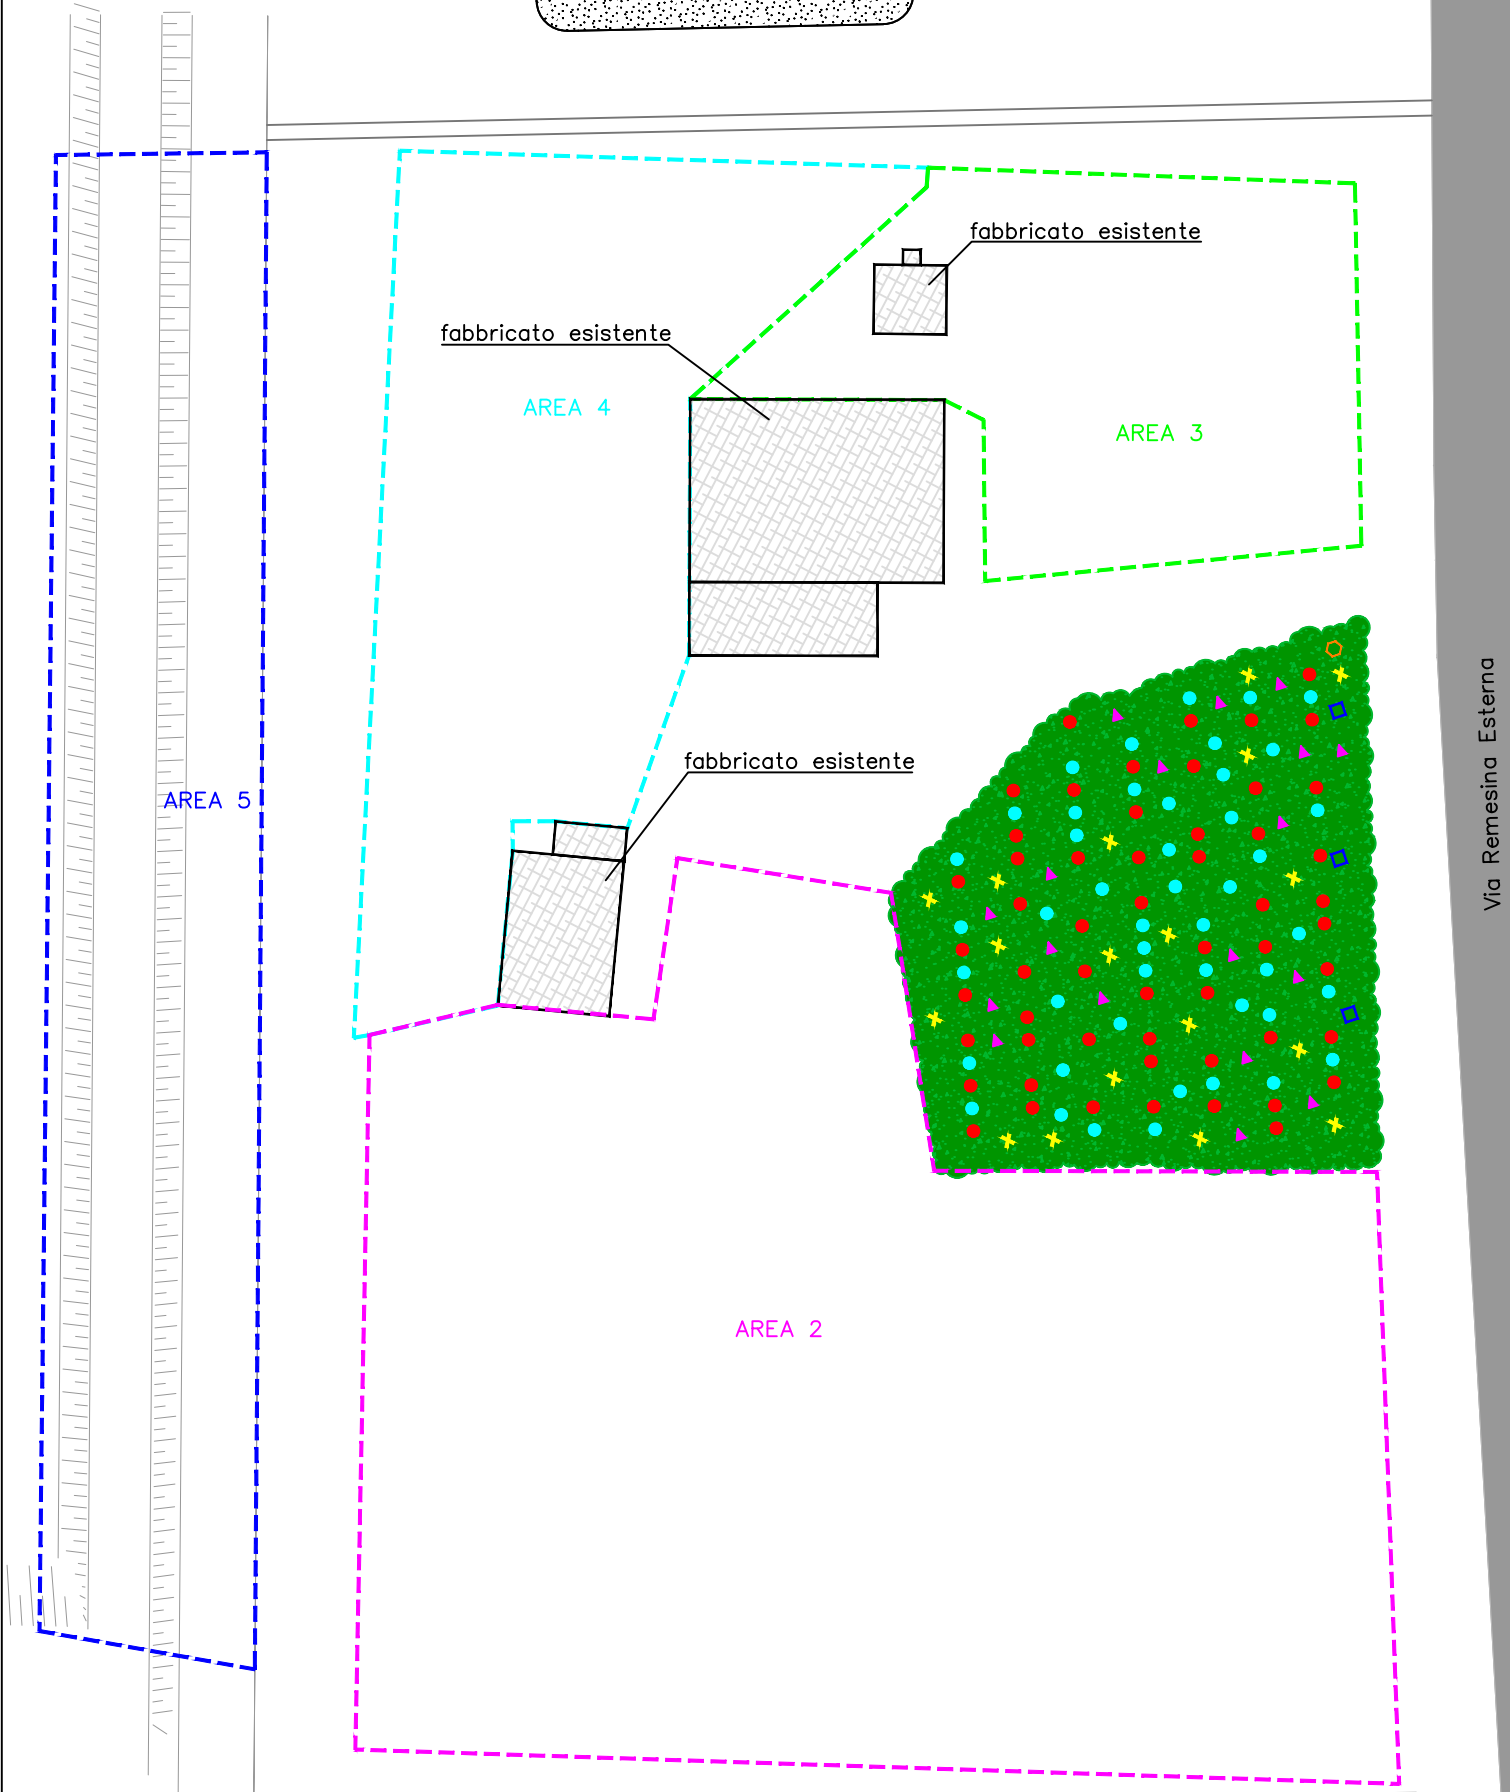 fabbricato esistente
fabbricato esistente
AREA 4
AREA 3
Via Remesina Esterna
fabbricato esistente
AREA 5
AREA 2